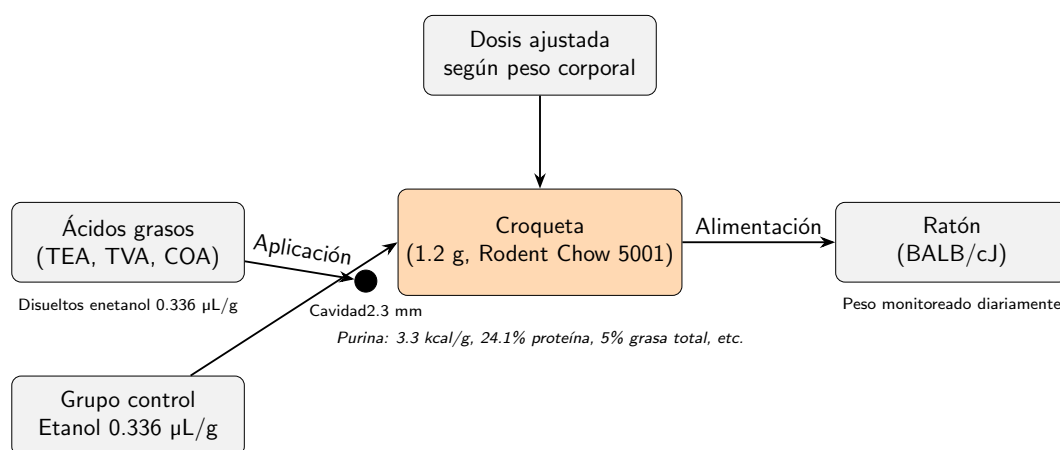 Dosis ajustada
según peso corporal
Ácidos grasos
(TEA, TVA, COA)
Aplicación
Croqueta
(1.2 g, Rodent Chow 5001)
Alimentación
Ratón
(BALB/cJ)
Disueltos enetanol 0.336 µL/g
Cavidad2.3 mm
Peso monitoreado diariamente
Purina: 3.3 kcal/g, 24.1% proteína, 5% grasa total, etc.
Grupo control
Etanol 0.336 µL/g